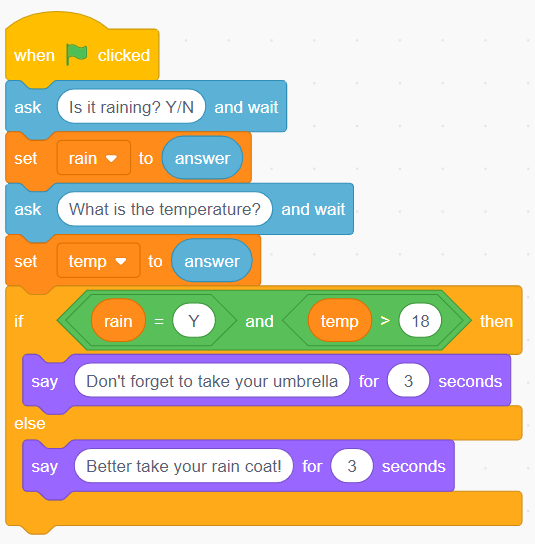 when clicked
ask Is it raining? Y/N and wait
set rain to answer
ask What is the temperature? and wait
set temp to answer
if rain = Y and temp > 18 then
say Don't forget to take your umbrella for 3 seconds
else
say Better take your rain coat! for 3 seconds